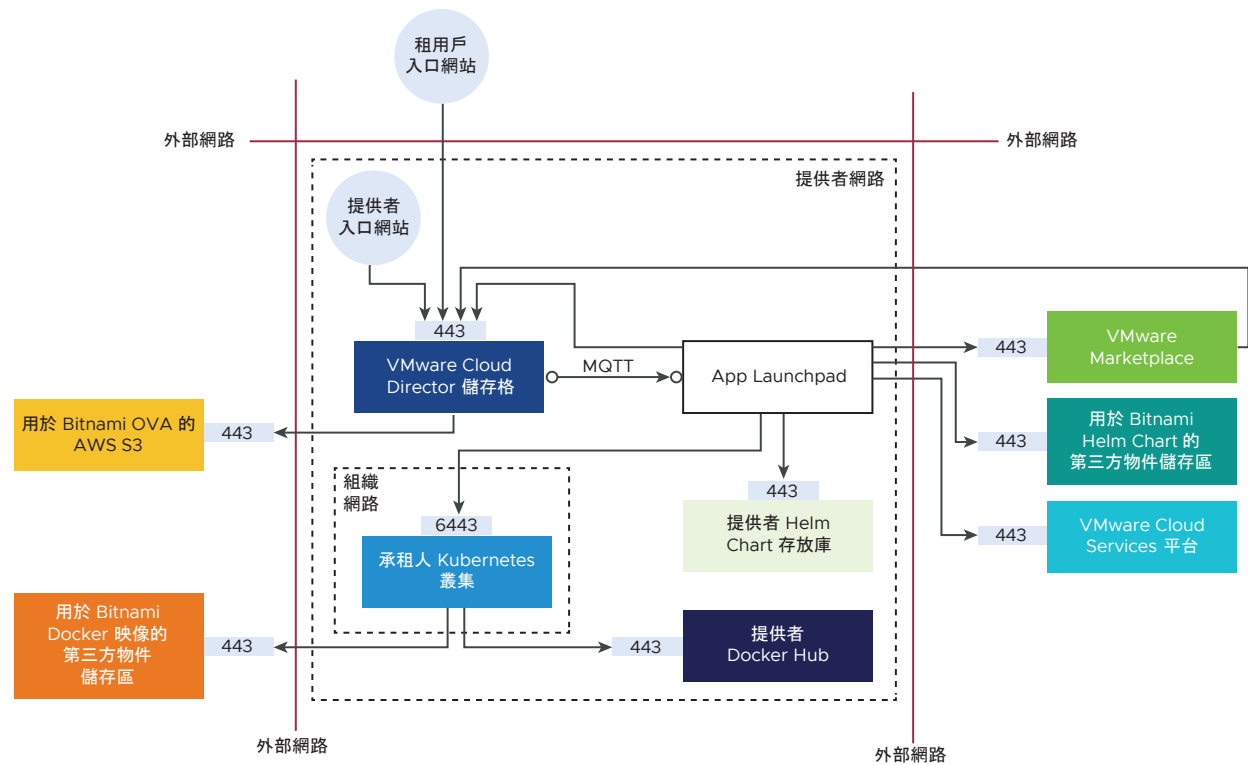 租用戶
入口網站
外部網路
外部網路
提供者網路
提供者
入口網站
443
VMware Cloud
Director 儲存格
MQTT
App Launchpad
443
VMware
Marketplace
用於 Bitnami OVA 的
AWS S3
443
443
用於 Bitnami
Helm Chart 的
第三方物件儲存區
組織
網路
6443
承租人 Kubernetes
叢集
443
提供者 Helm
Chart 存放庫
443
VMware Cloud
Services 平台
用於 Bitnami
Docker 映像的
第三方物件
儲存區
443
443
提供者
Docker Hub
外部網路
外部網路